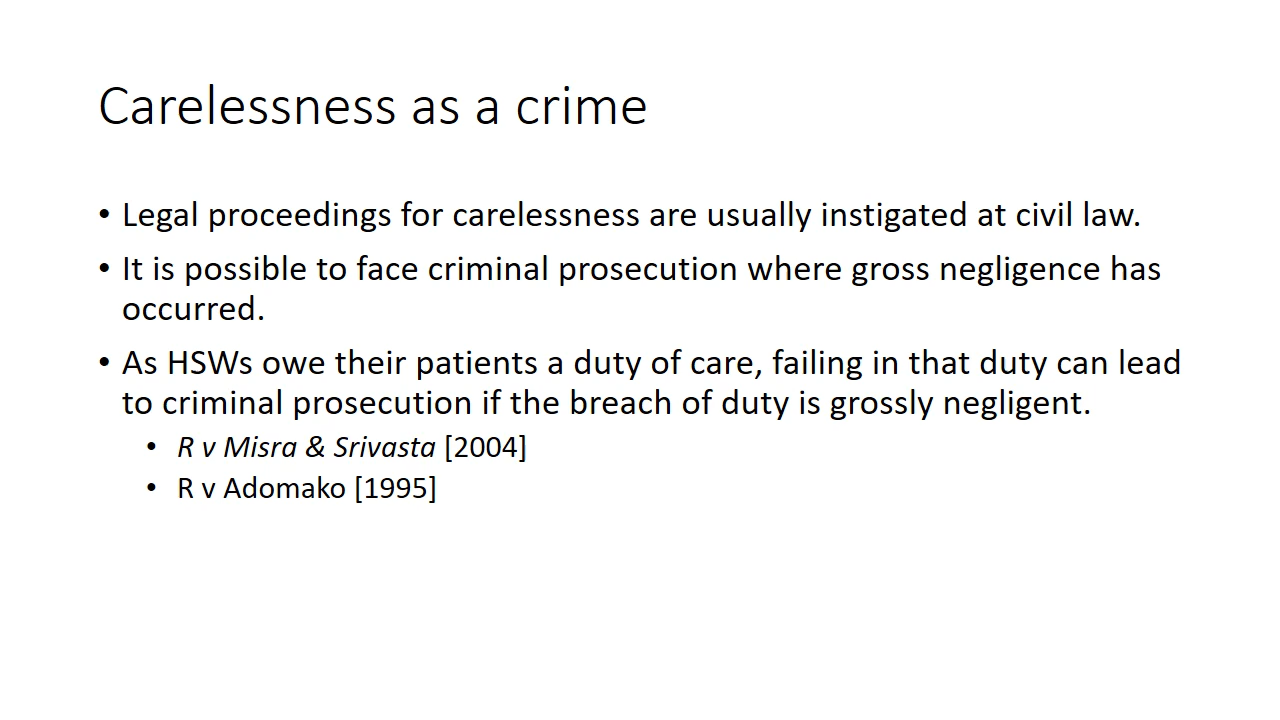 Carelessness as a crime
• Legal proceedings for carelessness are usually instigated at civil law.
• It is possible to face criminal prosecution where gross negligence has
occurred.
• As HSWs owe their patients a duty of care, failing in that duty can lead
to criminal prosecution if the breach of duty is grossly negligent.
• R v Misra & Srivasta [2004]
• R v Adomako [1995]